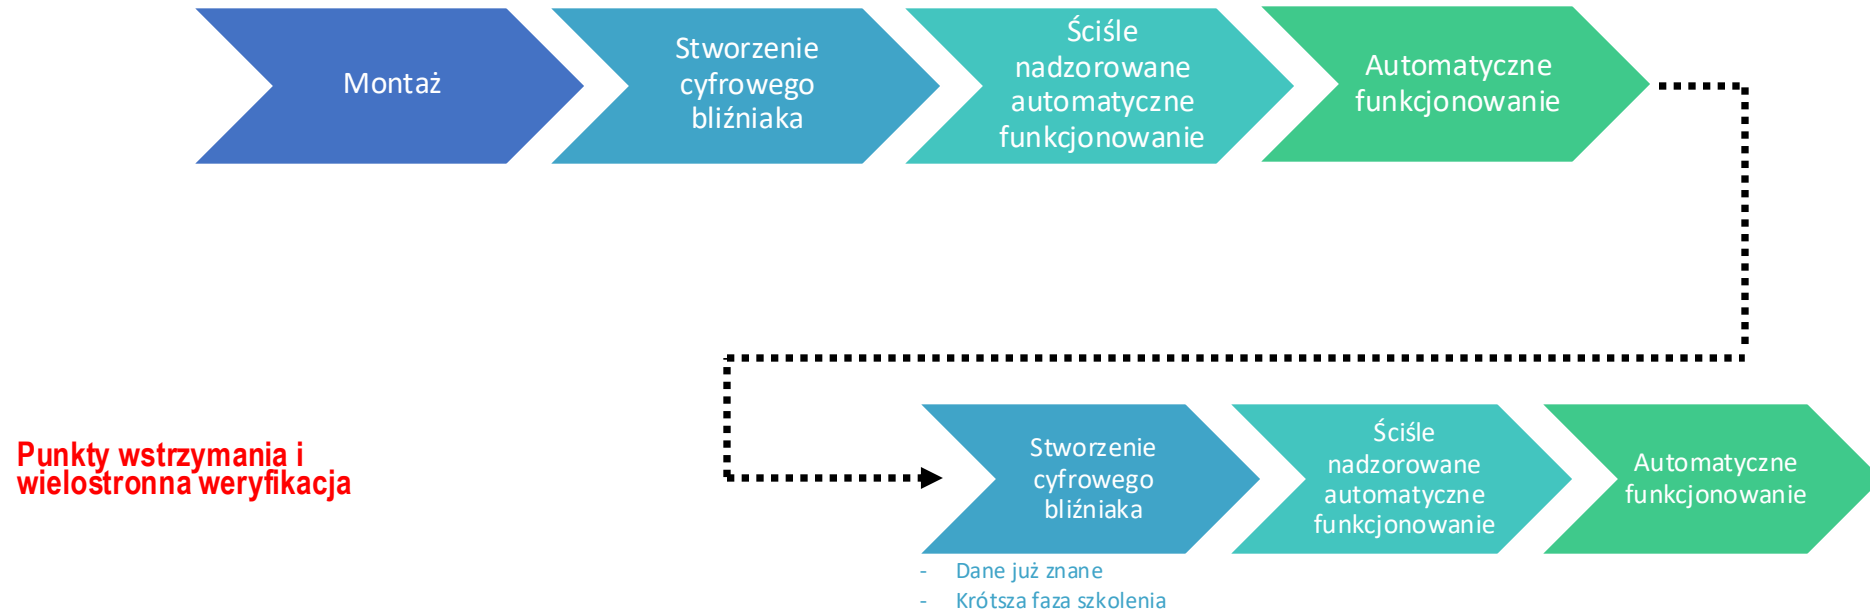 Montaż
Stworzenie
cyfrowego
bliźniaka
Ściśle
nadzorowane
automatyczne
funkcjonowanie
Automatyczne
funkcjonowanie
Punkty wstrzymania i
wielostronna weryfikacja
Stworzenie
cyfrowego
bliźniaka
Ściśle
nadzorowane
automatyczne
funkcjonowanie
Automatyczne
funkcjonowanie
- Dane już znane
- Krótsza faza szkolenia